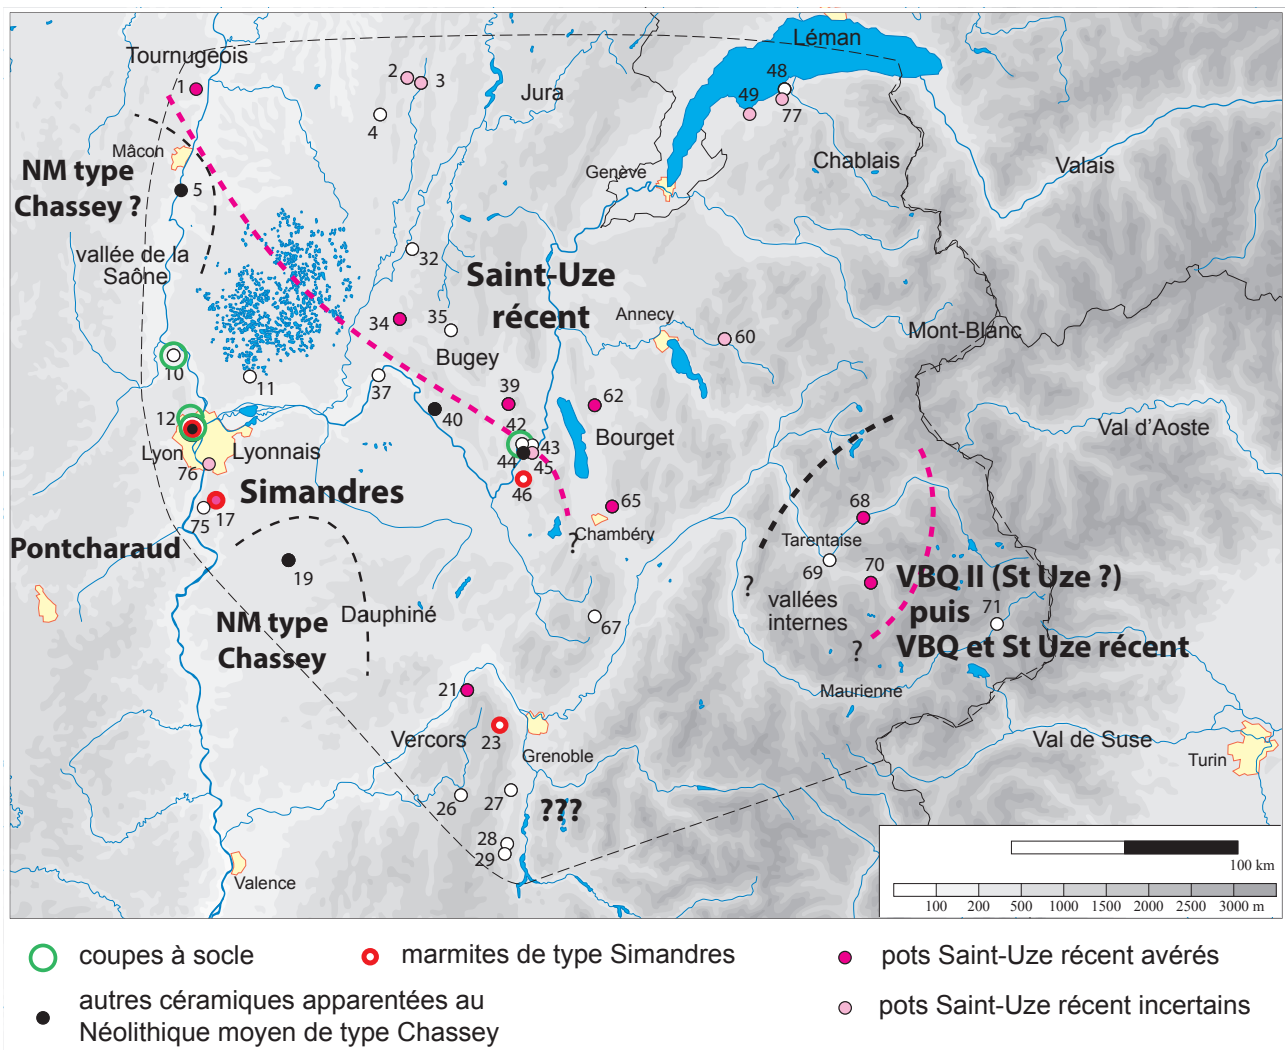 Léman
Tournugeois
1
2
3
4
Jura
48
49
77
Mâcon
Genève
Chablais
Valais
NM type
Chassey ?
5
vallée de la
Saône
32
Saint-Uze
récent
34
35
Bugey
Annecy
60
Mont-Blanc
10
11
37
39
40
42
43
44
45
46
62
Bourget
Val d’Aoste
12
Lyon
76
Lyonnais
Simandres
75
17
65
?
Chambéry
68
Tarentaise
69
70
Pontcharaud
19
NM type
Chassey
Dauphiné
67
?
vallées
internes
?
VBQ II (St Uze ?)
puis
VBQ et St Uze récent
71
Maurienne
21
Vercors
23
Grenoble
Val de Suse
Turin
26
27
???
28
29
Valence
100 km
100 200 500 1000 1500 2000 2500 3000 m
coupes à socle
marmites de type Simandres
pots Saint-Uze récent avérés
autres céramiques apparentées au
Néolithique moyen de type Chassey
pots Saint-Uze récent incertains